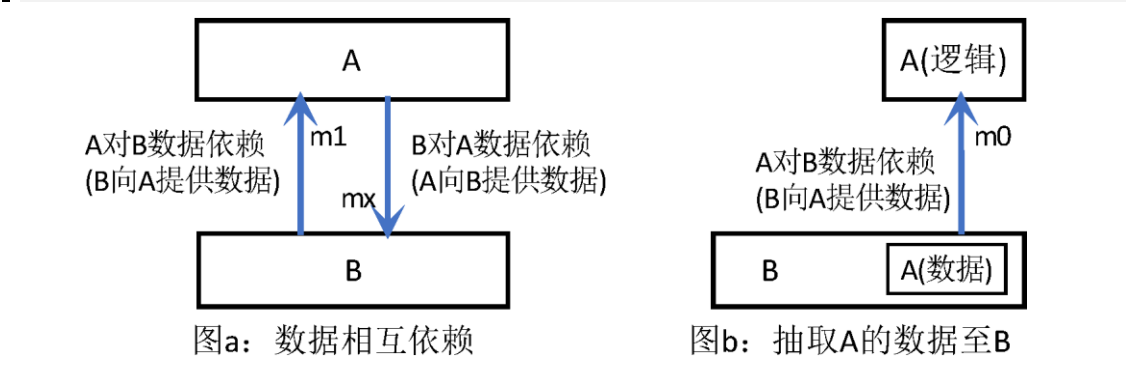 A
A对B数据依赖
(B向A提供数据)
m1
B对A数据依赖
(A向B提供数据)
mx
B
图a：数据相互依赖
A(逻辑)
m0
A对B数据依赖
(B向A提供数据)
B
A(数据)
图b：抽取A的数据至B